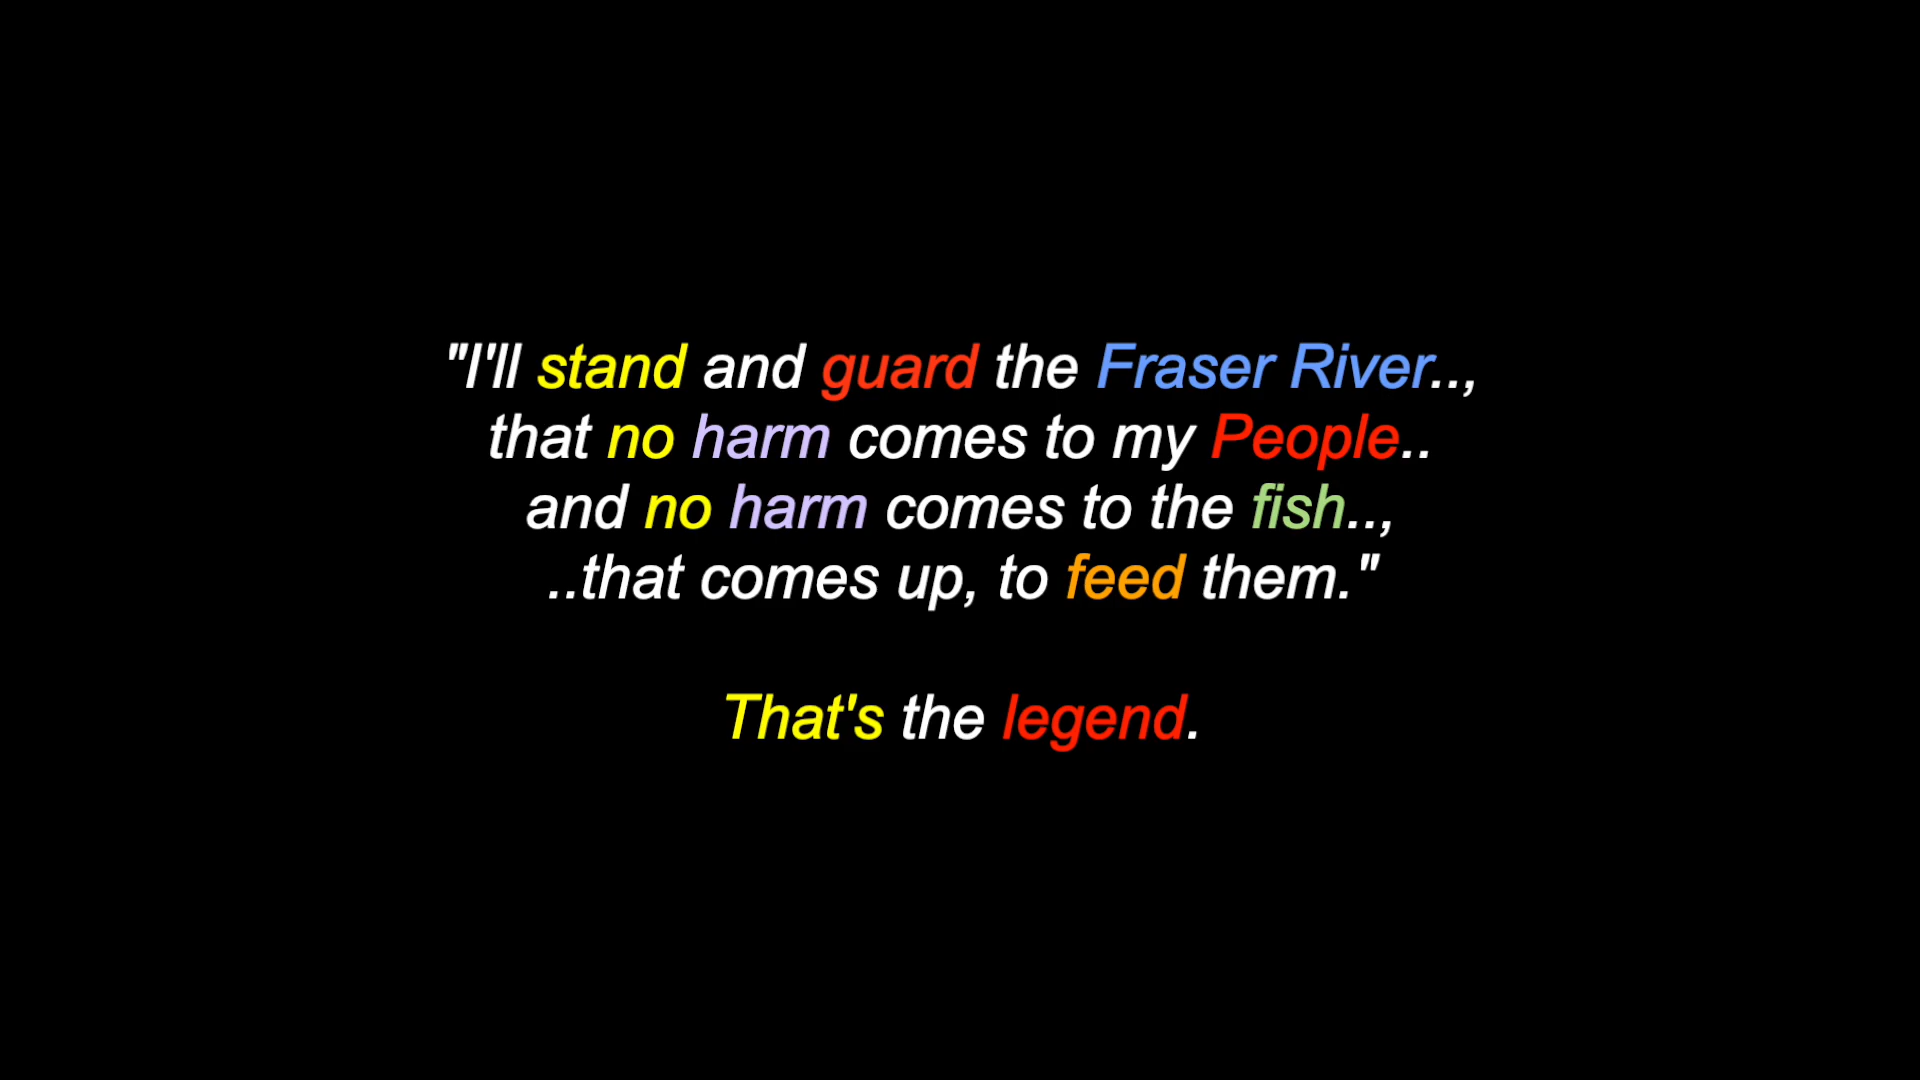 "I'll stand and guard the Fraser River..,
that no harm comes to my People..
and no harm comes to the fish..,
..that comes up, to feed them."
That's the legend.